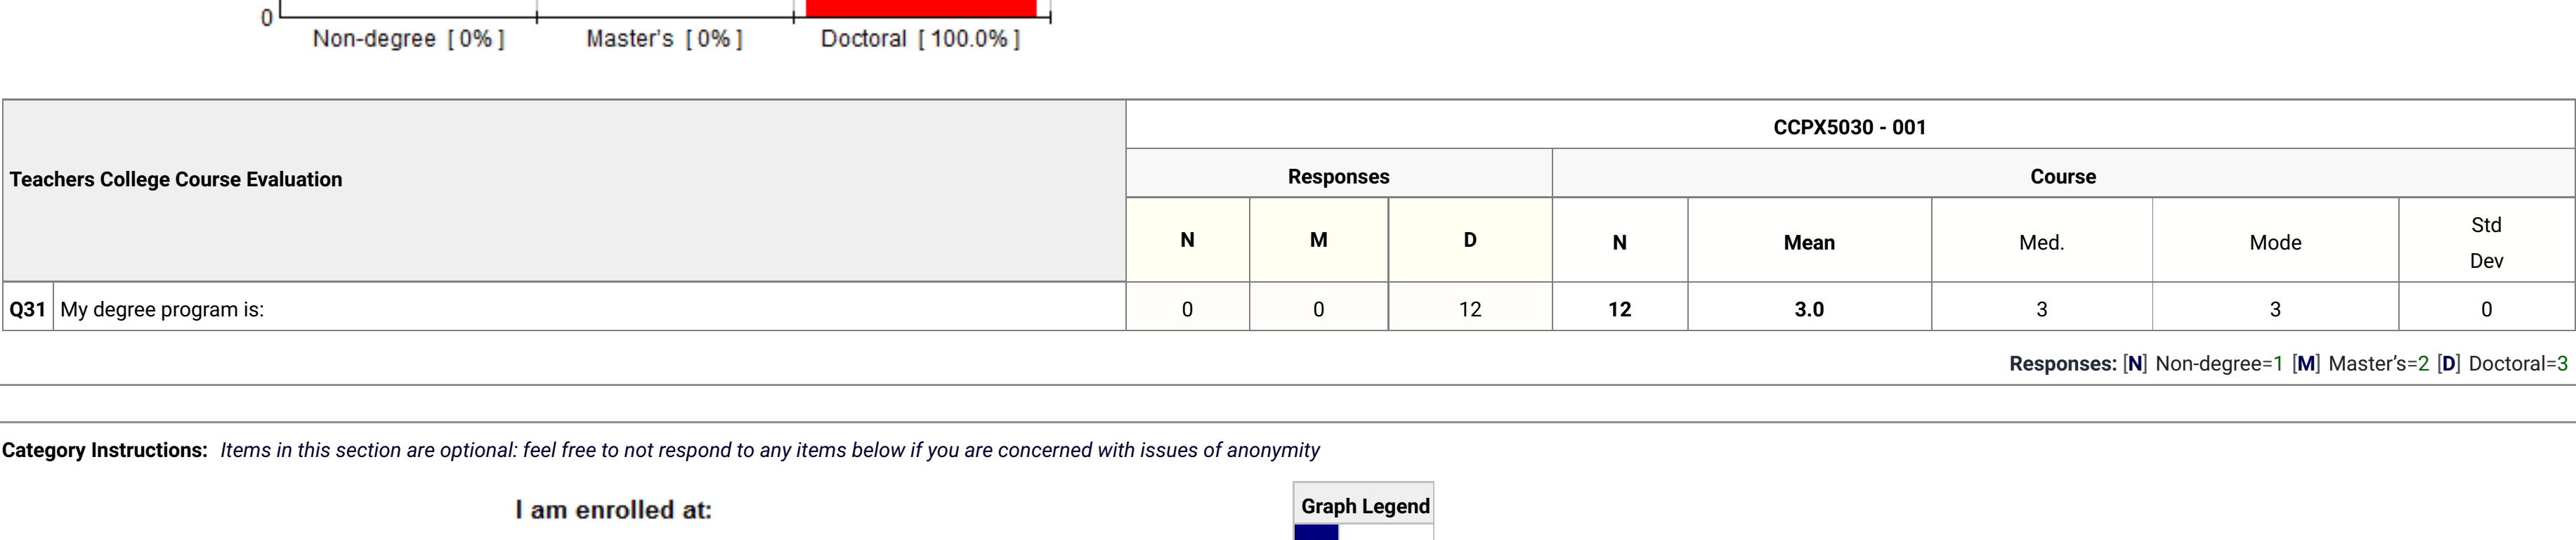 0
Non-degree [ 0% ] Master's [ 0% ] Doctoral [ 100.0% ]
CCPX5030 - 001
Teachers College Course Evaluation
Responses Course
N M D N Mean Med. Mode Std Dev
Q31 My degree program is: 0 0 12 12 3.0 3 3 0
Responses: [N] Non-degree=1 [M] Master's=2 [D] Doctoral=3
Category Instructions: Items in this section are optional: feel free to not respond to any items below if you are concerned with issues of anonymity
I am enrolled at:
Graph Legend